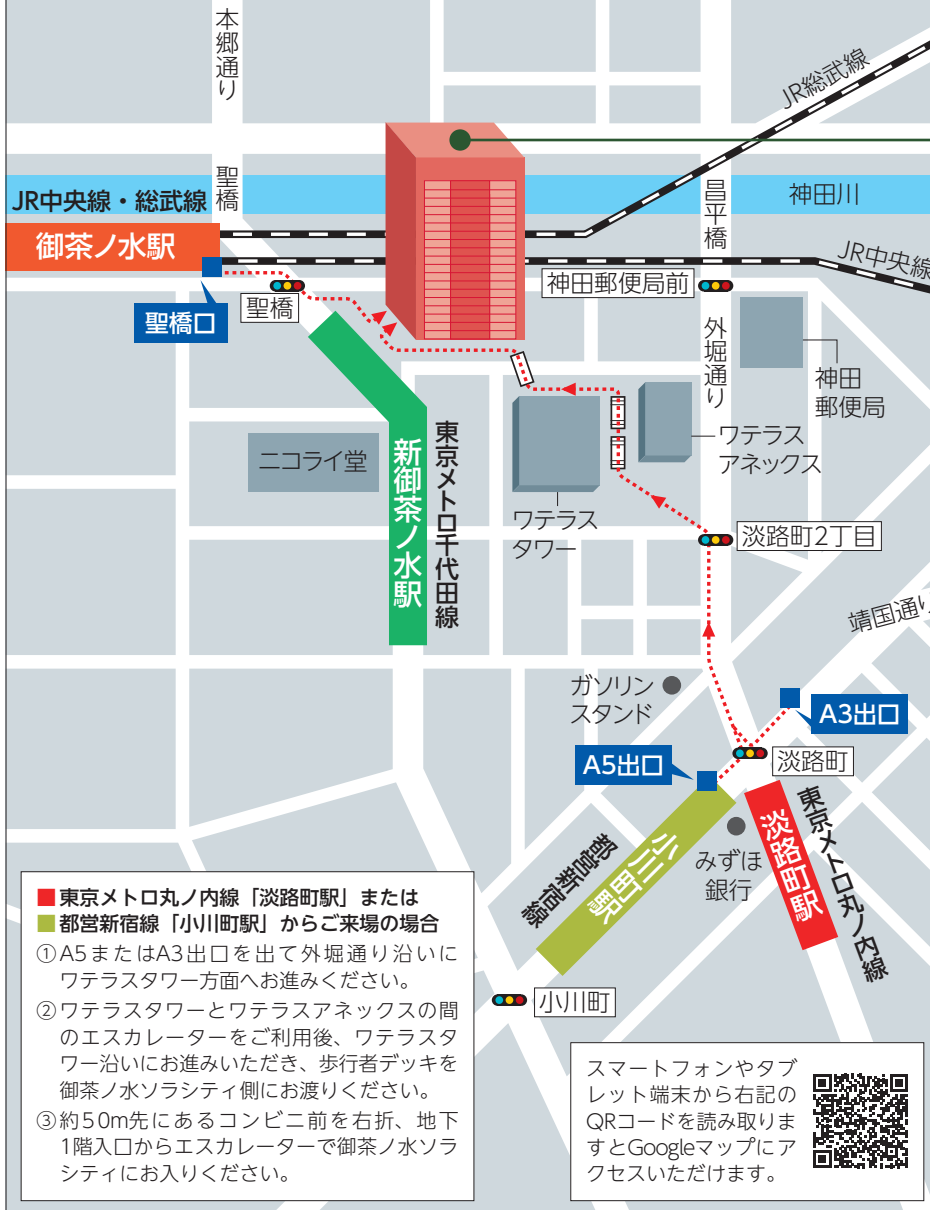 本郷通り
JR総武線
聖橋
昌平橋
神田川
JR中央線・総武線
御茶ノ水駅
JR中央線
神田郵便局前
聖橋
聖橋口
外堀通り
神田
郵便局
ワテラス
アネックス
ニコライ堂
新御茶ノ水駅
東京メトロ千代田線
ワテラス
タワー
淡路町2丁目
靖国通り
ガソリン
スタンド
A3出口
淡路町
A5出口
小川町駅
都営新宿線
みずほ
銀行
淡路町駅
東京メトロ丸ノ内線
小川町
東京メトロ丸ノ内線「淡路町駅」または
都営新宿線「小川町駅」からご来場の場合
①A5またはA3出口を出て外堀通り沿いに
ワテラスタワー方面へお進みください。
②ワテラスタワーとワテラスアネックスの間
のエスカレーターをご利用後、ワテラスタ
ワー沿いにお進みいただき、歩行者デッキを
御茶ノ水ソラシティ側にお渡りください。
③約50m先にあるコンビニ前を右折、地下
1階入口からエスカレーターで御茶ノ水ソラ
シティにお入りください。
スマートフォンやタブ
レット端末から右記の
QRコードを読み取りま
すとGoogleマップにア
クセスいただけます。